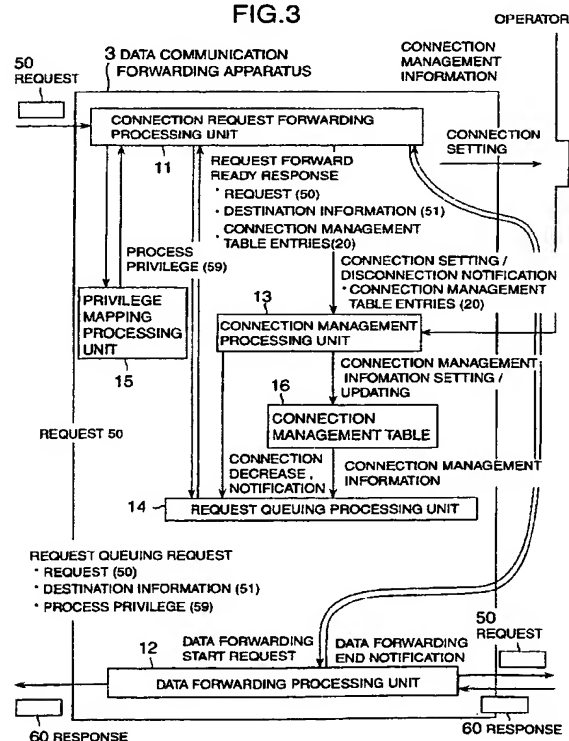 FIG.3
OPERATOR
50
REQUEST
3 DATA COMMUNICATION
FORWARDING APPARATUS
CONNECTION
MANAGEMENT
INFORMATION
CONNECTION REQUEST FORWARDING
PROCESSING UNIT
11
CONNECTION
SETTING
REQUEST FORWARD
READY RESPONSE
• REQUEST (50)
• DESTINATION INFORMATION (51)
• CONNECTION MANAGEMENT
TABLE ENTRIES(20)
PROCESS
PRIVILEGE (59)
CONNECTION SETTING /
DISCONNECTION NOTIFICATION
• CONNECTION MANAGEMENT
TABLE ENTRIES (20)
PRIVILEGE
MAPPING
PROCESSING
UNIT
15
13
CONNECTION MANAGEMENT
PROCESSING UNIT
CONNECTION MANAGEMENT
INFOMATION SETTING /
UPDATING
16
CONNECTION
MANAGEMENT TABLE
REQUEST 50
CONNECTION
DECREASE,
NOTIFICATION
CONNECTION MANAGEMENT
INFORMATION
14
REQUEST QUEUING PROCESSING UNIT
REQUEST QUEUING REQUEST
• REQUEST (50)
• DESTINATION INFORMATION (51)
• PROCESS PRIVILEGE (59)
50
REQUEST
12
DATA FORWARDING
START REQUEST
DATA FORWARDING
END NOTIFICATION
DATA FORWARDING PROCESSING UNIT
60 RESPONSE
60 RESPONSE